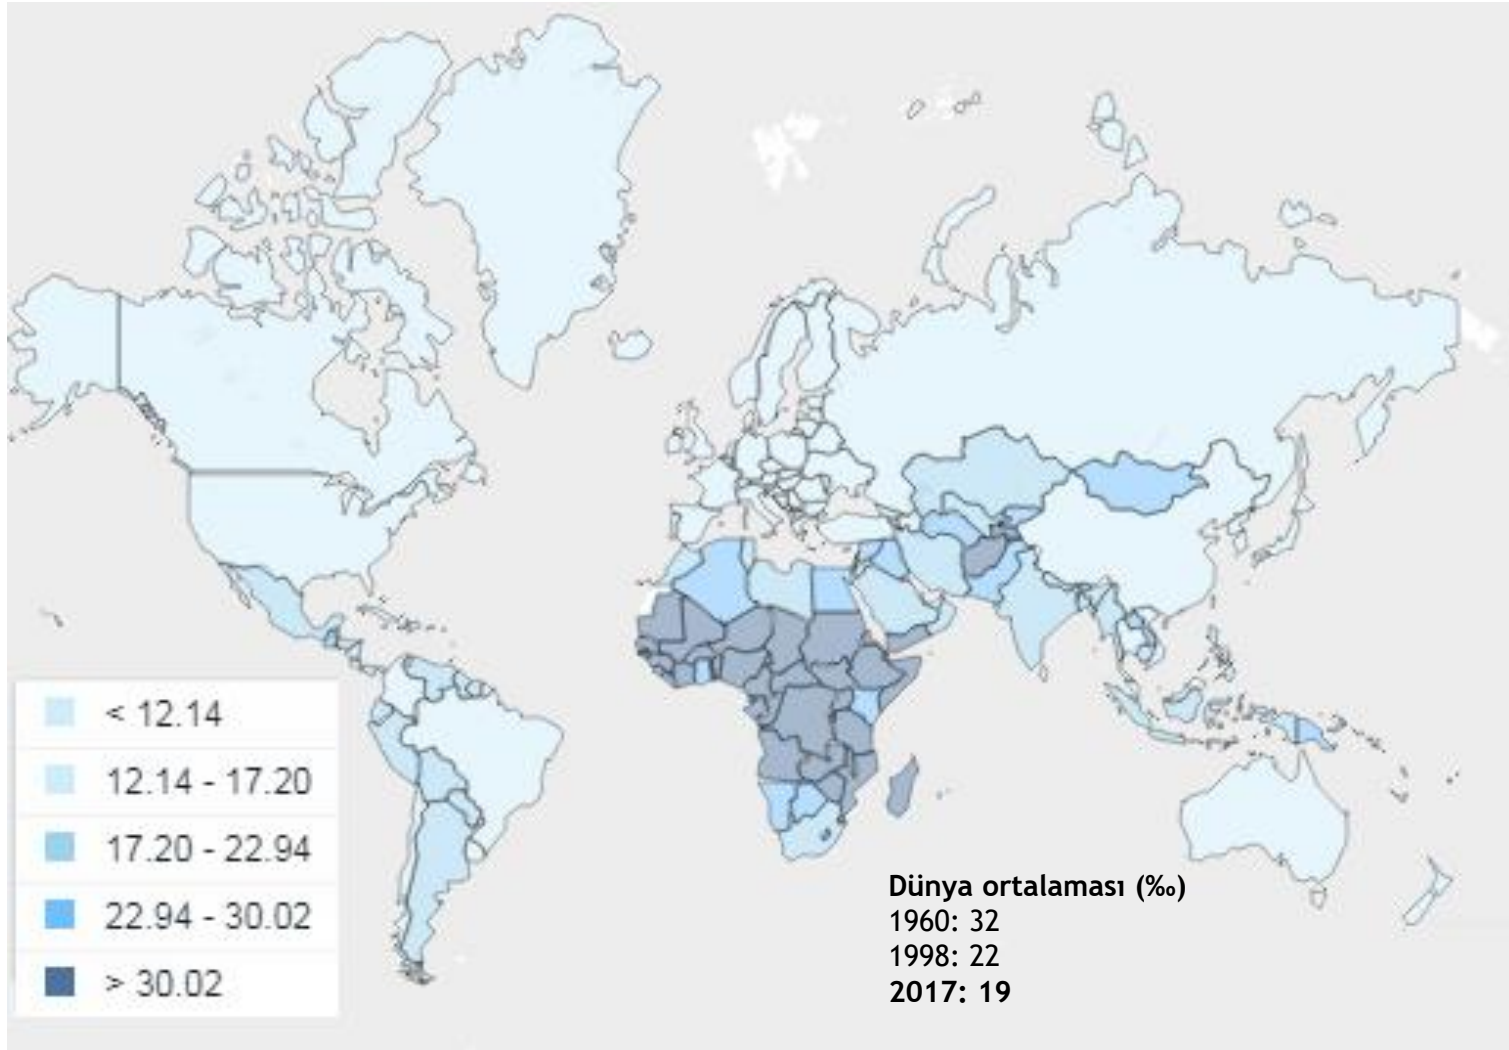 < 12.14
12.14 - 17.20
17.20 - 22.94
22.94 - 30.02
> 30.02
Dünya ortalaması (‰)
1960: 32
1998: 22
2017: 19